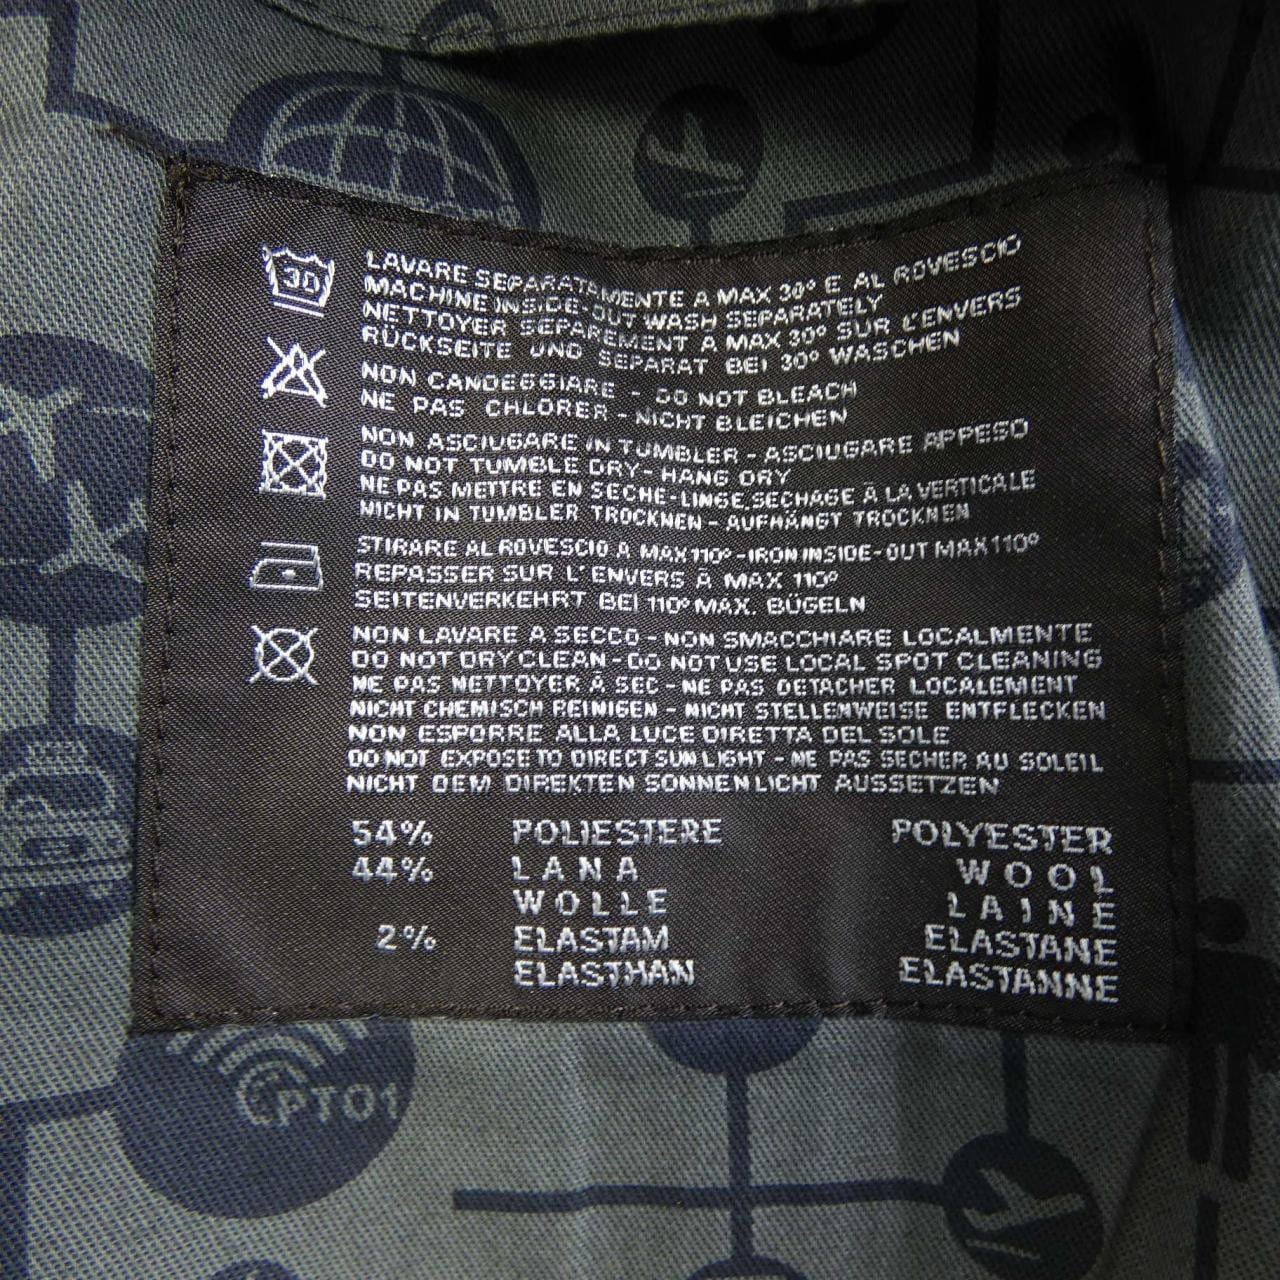 30
LAVARE SEPARATAMENTE A MAX 30° E AL ROVESCIO
MACHINE INSIDE-OUT WASH SEPARATELY
NETTOYER SEPAREMENT A MAX 30° SUR L'ENVERS
RÜCKSEITE UND SEPARAT BEI 30° WASCHEN
NON CANDEGGIARE - DO NOT BLEACH
NE PAS CHLORER - NICHT BLEICHEN
NON ASCIUGARE IN TUMBLER - ASCIUGARE APPESO
DO NOT TUMBLE DRY - HANG DRY
NE PAS METTRE EN SECHE-LINGE, SECHAGE À LA VERTICALE
NICHT IN TUMBLER TROCKNEN - AUFHÄNGT TROCKNEN
STIRARE AL ROVESCIO A MAX 110° - IRON INSIDE-OUT MAX 110°
REPASSER SUR L'ENVERS À MAX 110°
SEITENVERKEHRT BEI 110° MAX. BÜGELN
NON LAVARE A SECCO - NON SMACCHIARE LOCALMENTE
DO NOT DRY CLEAN - DO NOT USE LOCAL SPOT CLEANING
NE PAS NETTOYER À SEC - NE PAS DETACHER LOCALEMENT
NICHT CHEMISCH REINIGEN - NICHT STELLENWEISE ENTFLECKEN
NON ESPORRE ALLA LUCE DIRETTA DEL SOLE
DO NOT EXPOSE TO DIRECT SUN LIGHT - NE PAS SECHER AU SOLEIL
NICHT DEM DIREKTEN SONNENLICHT AUSSETZEN
54% POLIESTERE POLYESTER
44% LANA WOOL
WOLLE LAINE
2% ELASTAM ELASTANE
ELASTHAN ELASTANNE
PT01